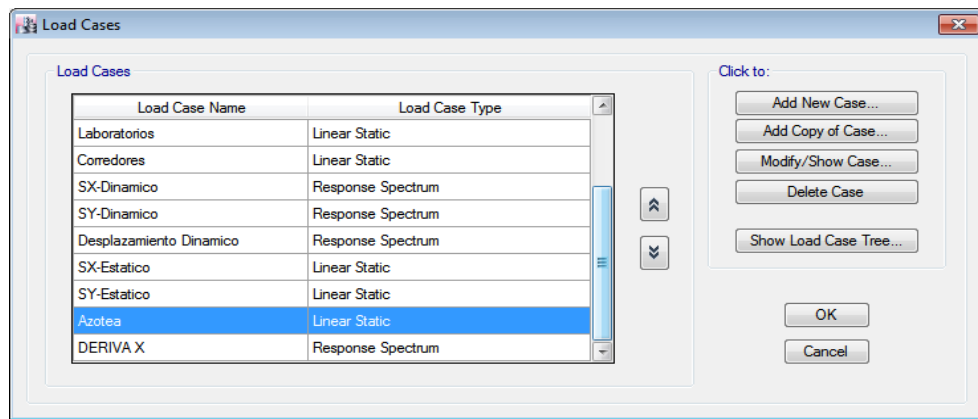 Load Cases
Load Cases
Click to:
Load Case Name Load Case Type
Laboratorios Linear Static
Corredores Linear Static
SX-Dinamico Response Spectrum
SY-Dinamico Response Spectrum
Desplazamiento Dinamico Response Spectrum
SX-Estatico Linear Static
SY-Estatico Linear Static
Azotea Linear Static
DERIVA X Response Spectrum
Add New Case...
Add Copy of Case...
Modify/Show Case...
Delete Case
Show Load Case Tree...
OK
Cancel